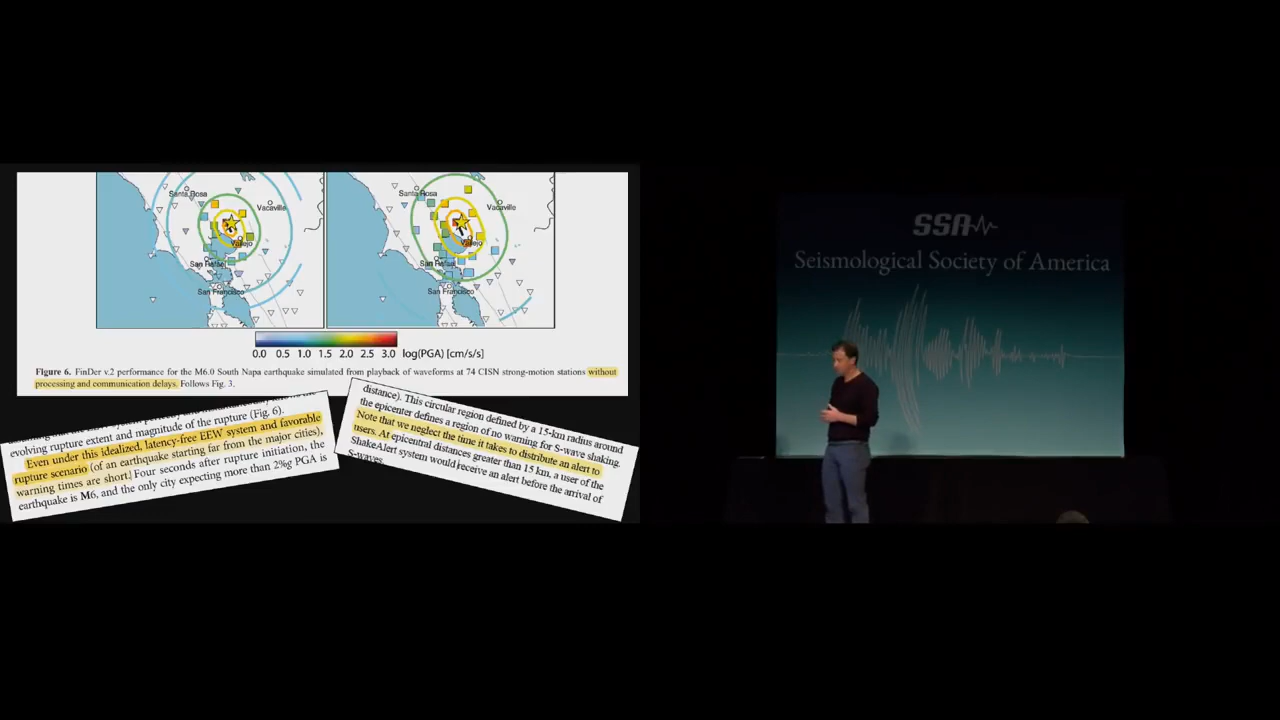 Santa Rosa
Vacaville
Vallejo
San Rafael
San Francisco
Santa Rosa
Vacaville
Vallejo
San Rafael
San Francisco
0.0 0.5 1.0 1.5 2.0 2.5 3.0 log(PGA) [cm/s/s]
Figure 6. FinDer v.2 performance for the M6.0 South Napa earthquake simulated from playback of waveforms at 74 CISN strong-motion stations without
processing and communication delays. Follows Fig. 3.
evolving rupture extent and magnitude of the rupture (Fig. 6).
Even under this idealized, latency-free EEW system and favorable
rupture scenario (of an earthquake starting far from the major cities),
warning times are short. Four seconds after rupture initiation, the
earthquake is M6, and the only city expecting more than 2%g PGA is
distance). This circular region defined by a 15-km radius around
the epicenter defines a region of no warning for S-wave shaking.
Note that we neglect the time it takes to distribute an alert to
users. At epicentral distances greater than 15 km, a user of the
ShakeAlert system would receive an alert before the arrival of
S-waves.
SSA
Seismological Society of America